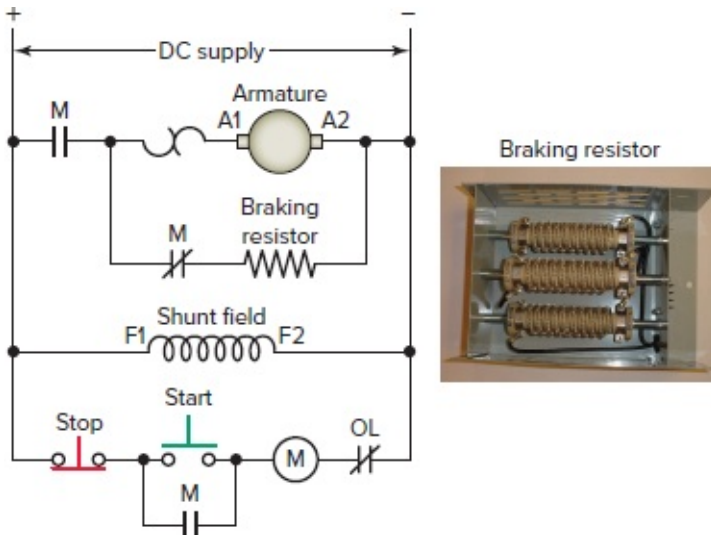 + −
DC supply
M
Armature
A1 A2
Braking resistor
Braking
resistor
M
Shunt field
F1 F2
Start
Stop
OL
M
M